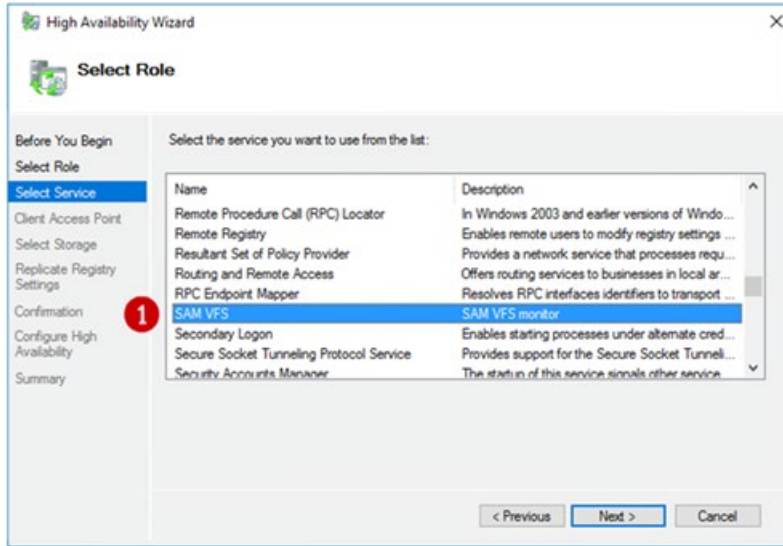 High Availability Wizard
Select Role
Before You Begin
Select Role
Select Service
Client Access Point
Select Storage
Replicate Registry
Settings
Confirmation
Configure High
Availability
Summary
Select the service you want to use from the list:
Name Description
Remote Procedure Call (RPC) Locator In Windows 2003 and earlier versions of Windo...
Remote Registry Enables remote users to modify registry settings ...
Resultant Set of Policy Provider Provides a network service that processes requ...
Routing and Remote Access Offers routing services to businesses in local ar...
RPC Endpoint Mapper Resolves RPC interfaces identifiers to transport ...
1 SAM VFS SAM VFS monitor
Secondary Logon Enables starting processes under alternate cred...
Secure Socket Tunneling Protocol Service Provides support for the Secure Socket Tunneli...
Security Accounts Manager The startup of this service signals other service...
< Previous Next > Cancel